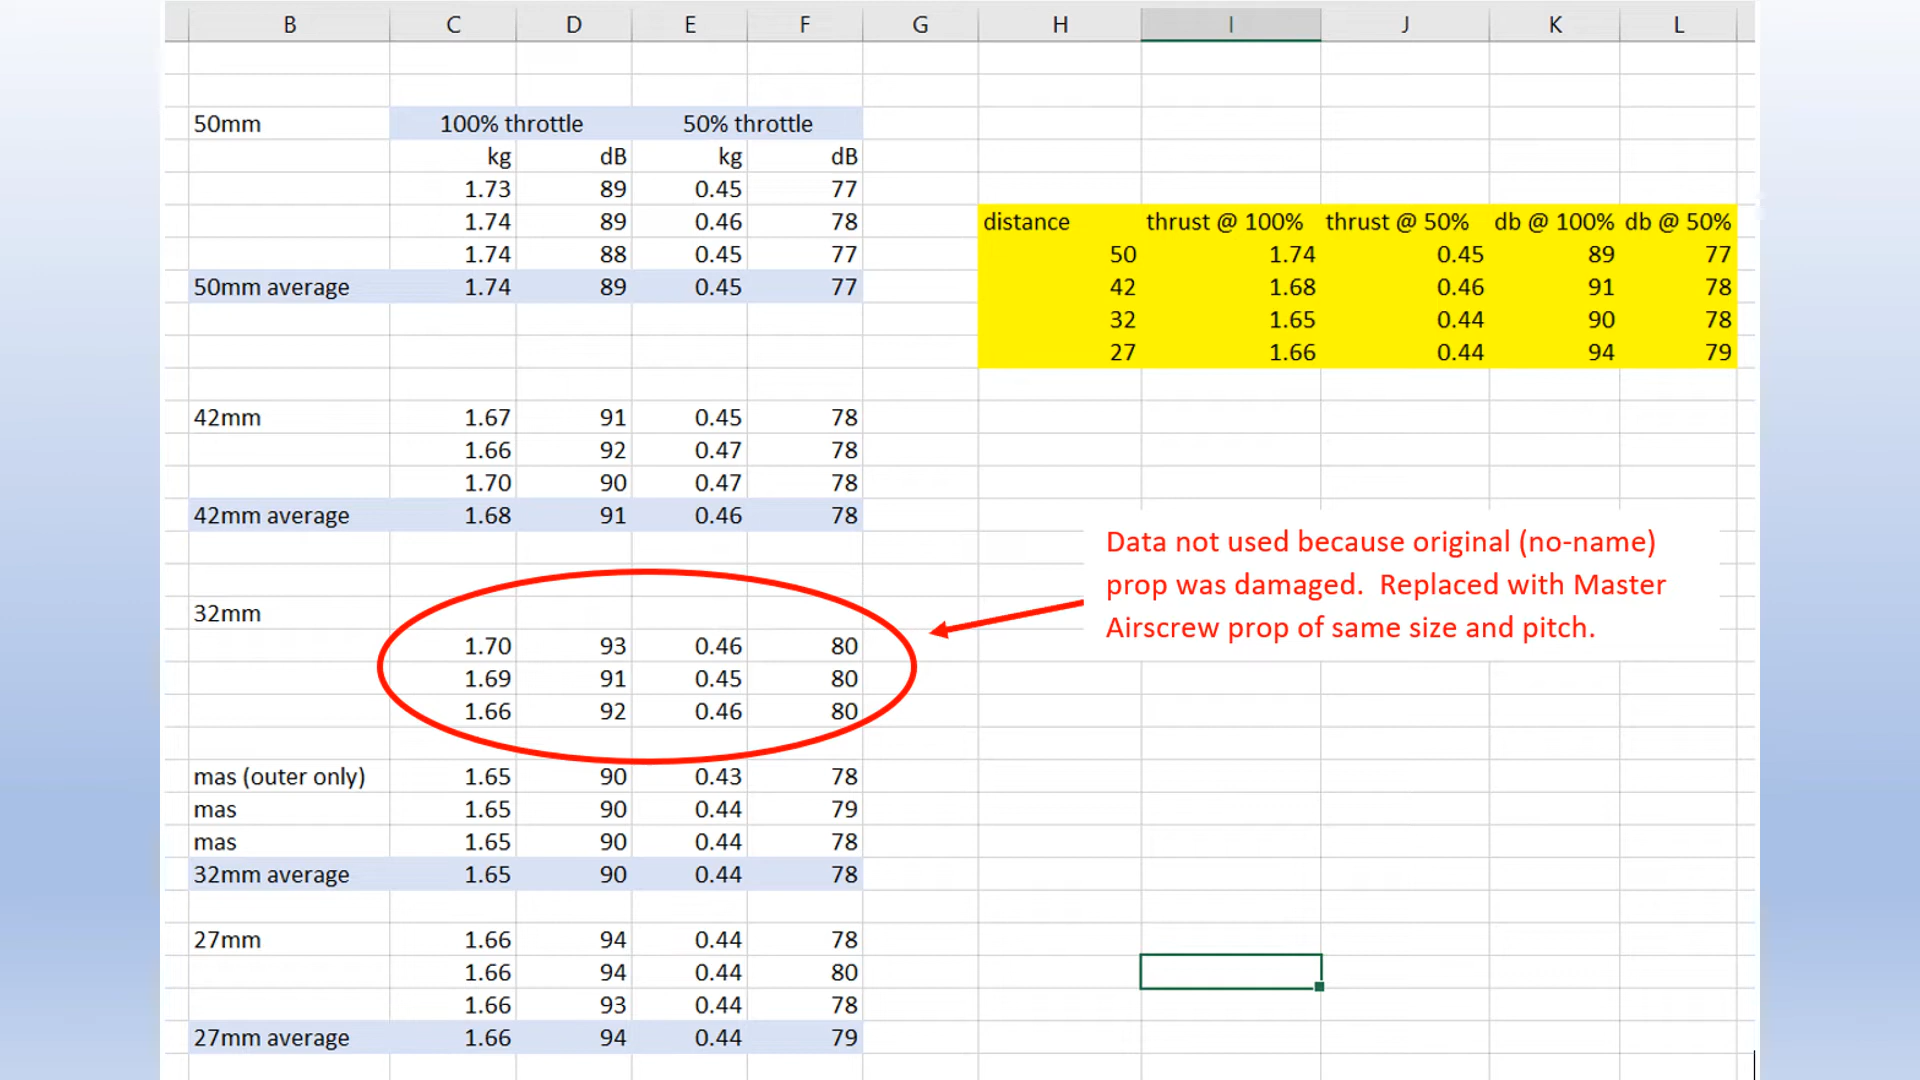 B C D E F G H I J K L
50mm 100% throttle 50% throttle
kg dB kg dB
1.73 89 0.45 77
1.74 89 0.46 78
1.74 88 0.45 77
50mm average 1.74 89 0.45 77
distance thrust @ 100% thrust @ 50% db @ 100% db @ 50%
50 1.74 0.45 89 77
42 1.68 0.46 91 78
32 1.65 0.44 90 78
27 1.66 0.44 94 79
42mm 1.67 91 0.45 78
1.66 92 0.47 78
1.70 90 0.47 78
42mm average 1.68 91 0.46 78
Data not used because original (no-name)
prop was damaged. Replaced with Master
Airscrew prop of same size and pitch.
32mm
1.70 93 0.46 80
1.69 91 0.45 80
1.66 92 0.46 80
mas (outer only) 1.65 90 0.43 78
mas 1.65 90 0.44 79
mas 1.65 90 0.44 78
32mm average 1.65 90 0.44 78
27mm 1.66 94 0.44 78
1.66 94 0.44 80
1.66 93 0.44 78
27mm average 1.66 94 0.44 79